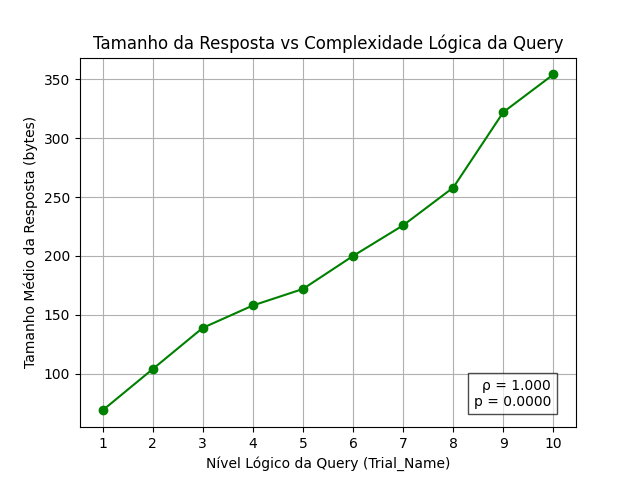 Tamanho da Resposta vs Complexidade Lógica da Query
Tamanho Médio da Resposta (bytes)
350
300
250
200
150
100
ρ = 1.000
p = 0.0000
1 2 3 4 5 6 7 8 9 10
Nível Lógico da Query (Trial_Name)